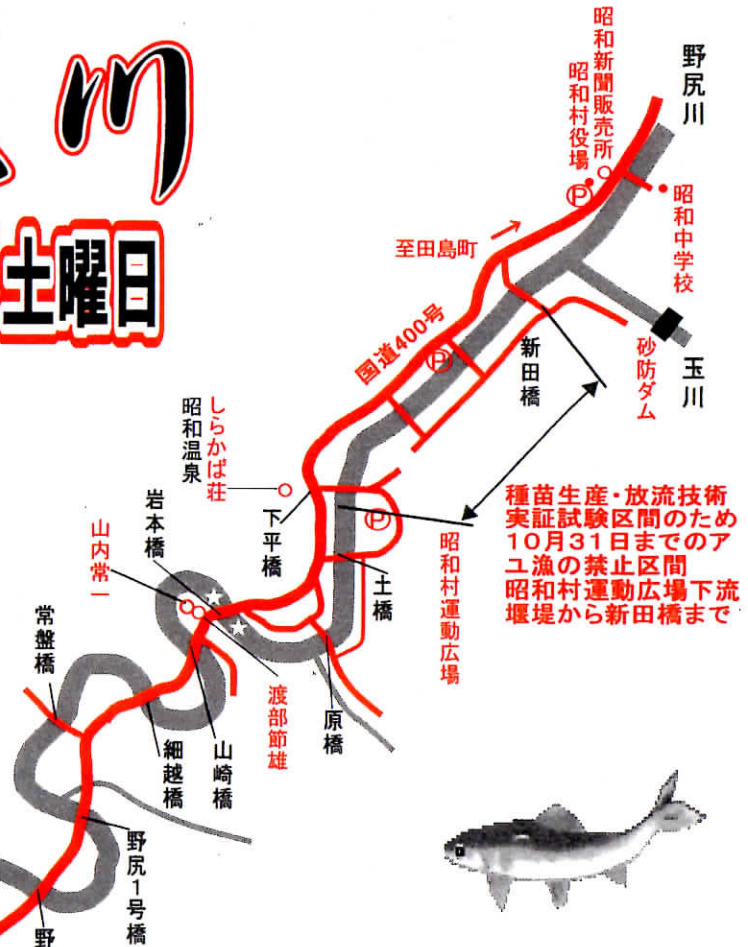 川
土曜日
野尻川
昭和新聞販売所
昭和村役場
Ⓟ
昭和中学校
至田島町
国道400号
Ⓟ
新田橋
砂防ダム
玉川
しらかば荘
昭和温泉
下平橋
Ⓟ
種苗生産・放流技術
実証試験区間のため
10月31日までのア
ユ漁の禁止区間
昭和村運動広場下流
堰堤から新田橋まで
昭和村運動広場
土橋
岩本橋
山内常一
常盤橋
渡部節雄
原橋
山崎橋
細越橋
野尻1号橋
野